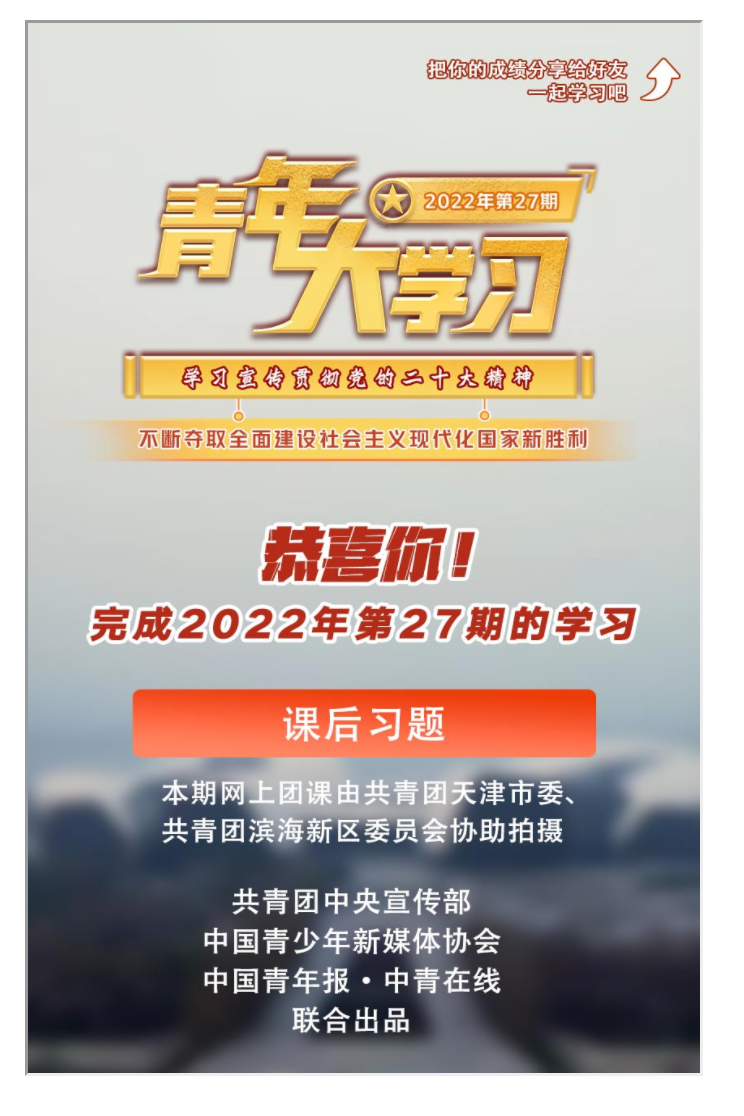 把你的成绩分享给好友
一起学习吧
青年大学习
2022年第27期
学习宣传贯彻党的二十大精神
不断夺取全面建设社会主义现代化国家新胜利
恭喜你！
完成2022年第27期的学习
课后习题
本期网上团课由共青团天津市委、
共青团滨海新区委员会协助拍摄
共青团中央宣传部
中国青少年新媒体协会
中国青年报·中青在线
联合出品